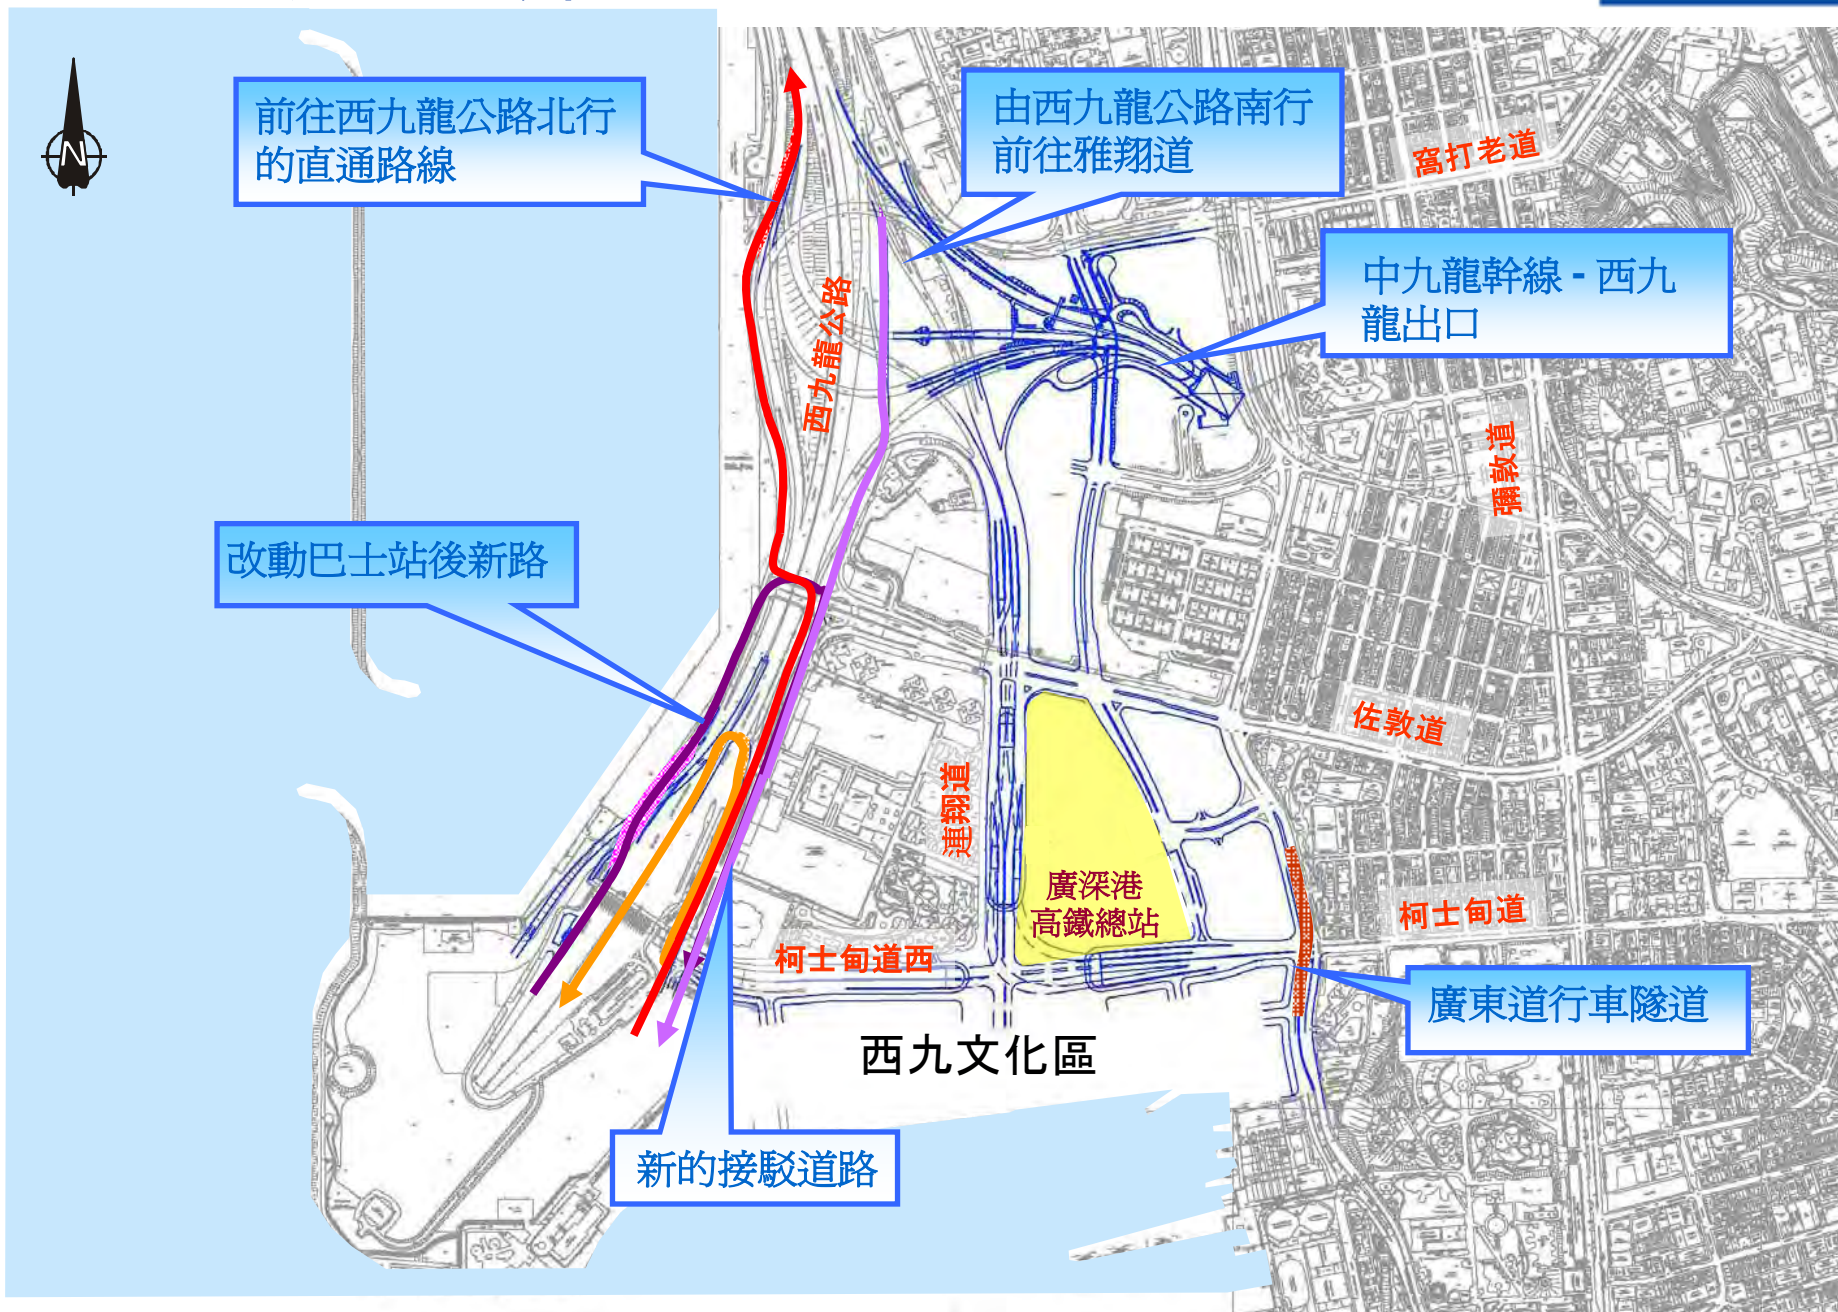 前往西九龍公路北行
的直通路線
由西九龍公路南行
前往雅翔道
窩打老道
中九龍幹線 - 西九
龍出口
西九龍公路
彌敦道
改動巴士站後新路
佐敦道
連翔道
廣深港
高鐵總站
柯士甸道
柯士甸道西
廣東道行車隧道
西九文化區
新的接駁道路
N